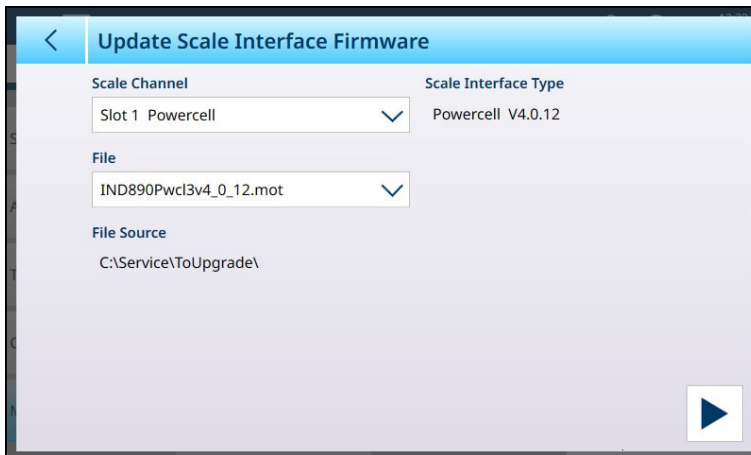 Update Scale Interface Firmware
Scale Channel
Scale Interface Type
Slot 1 Powercell
Powercell V4.0.12
File
IND890Pwcl3v4_0_12.mot
File Source
C:\Service\ToUpgrade\